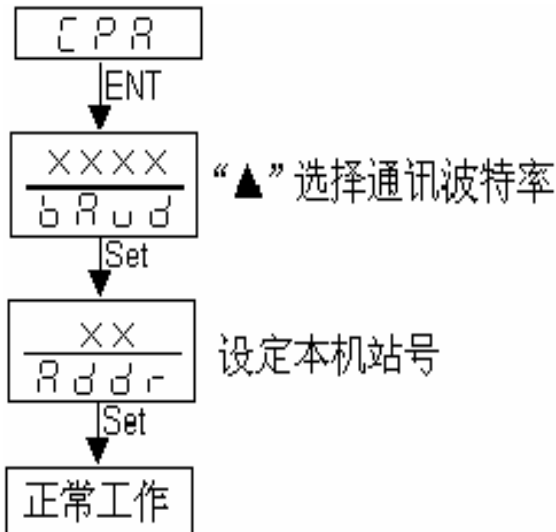 CPA
ENT
XXXX
bAud
“▲”选择通讯波特率
Set
XX
Addr
设定本机站号
Set
正常工作